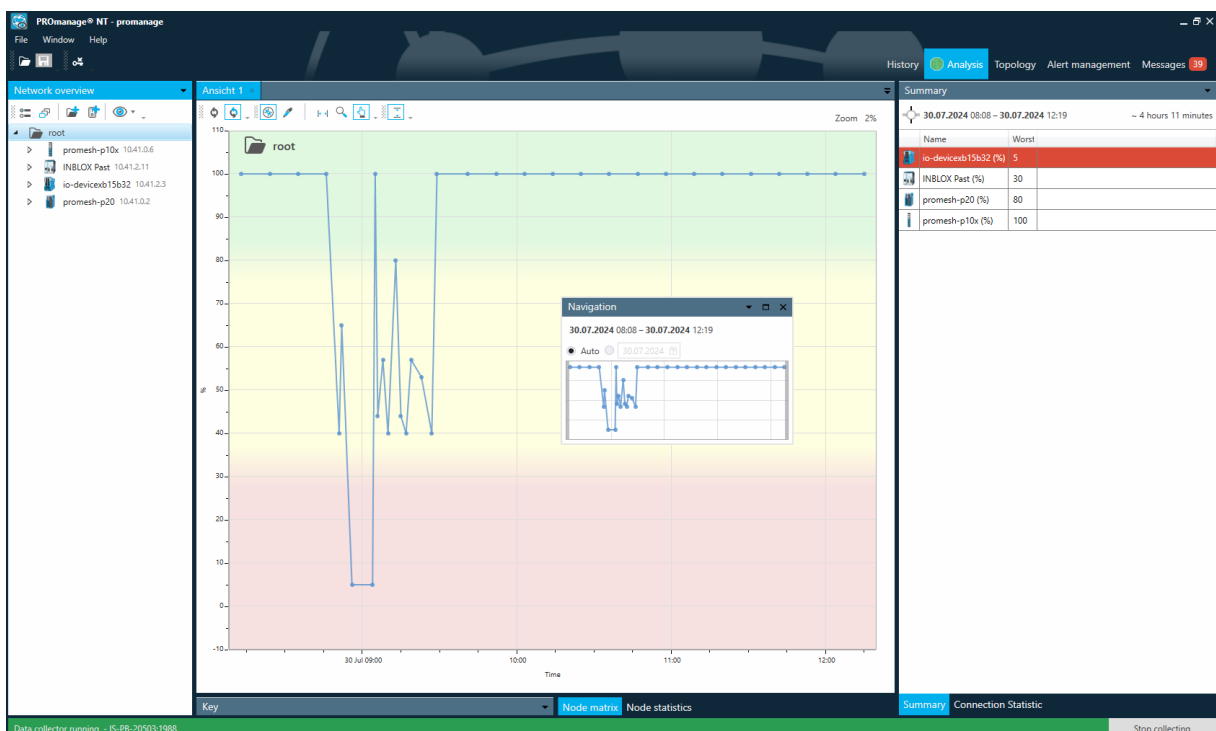 PROmanage® NT - promanage
File Window Help
History Analysis Topology Alert management Messages 39
Network overview
root
promesh-p10x 10.41.0.6
INBLOX Past 10.41.2.11
io-devicexb15b32 10.41.2.3
promesh-p20 10.41.0.2
Ansicht 1
Zoom 2%
root
110
100
90
80
70
60
50
40
30
20
10
0
-10
%
30 Jul 09:00 10:00 11:00 12:00
Time
Navigation
30.07.2024 08:08 – 30.07.2024 12:19
Auto 30.07.2024
Key
Node matrix Node statistics
Summary
30.07.2024 08:08 – 30.07.2024 12:19 ~ 4 hours 11 minutes
Name Worst
io-devicexb15b32 (%) 5
INBLOX Past (%) 30
promesh-p20 (%) 80
promesh-p10x (%) 100
Summary Connection Statistic
Data collector running - IS-PB-20503:1988 Stop collecting